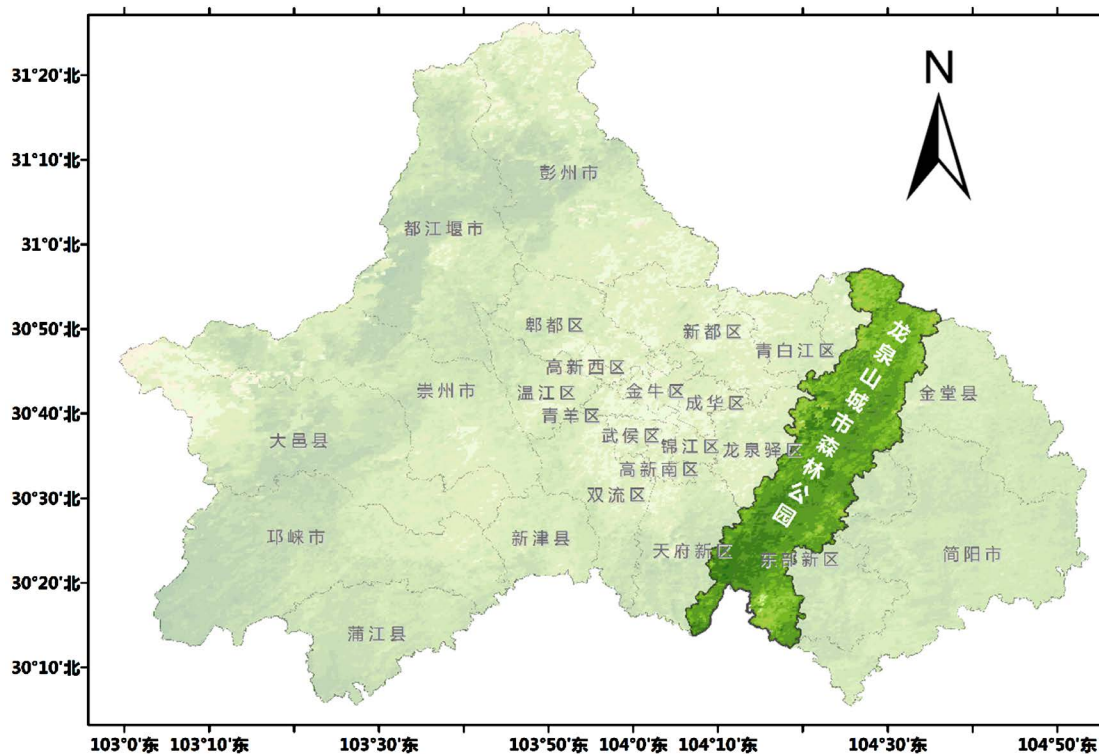 N
31°20'北
31°10'北
31°0'北
30°50'北
30°40'北
30°30'北
30°20'北
30°10'北
彭州市
都江堰市
郫都区
新都区
青白江区
高新西区
崇州市
温江区
金牛区
成华区
青羊区
金堂县
大邑县
武侯区
锦江区
龙泉驿区
高新南区
双流区
邛崃市
新津县
天府新区
东部新区
简阳市
蒲江县
龙泉山城市森林公园
103°0'东
103°10'东
103°30'东
103°50'东
104°0'东
104°10'东
104°30'东
104°50'东